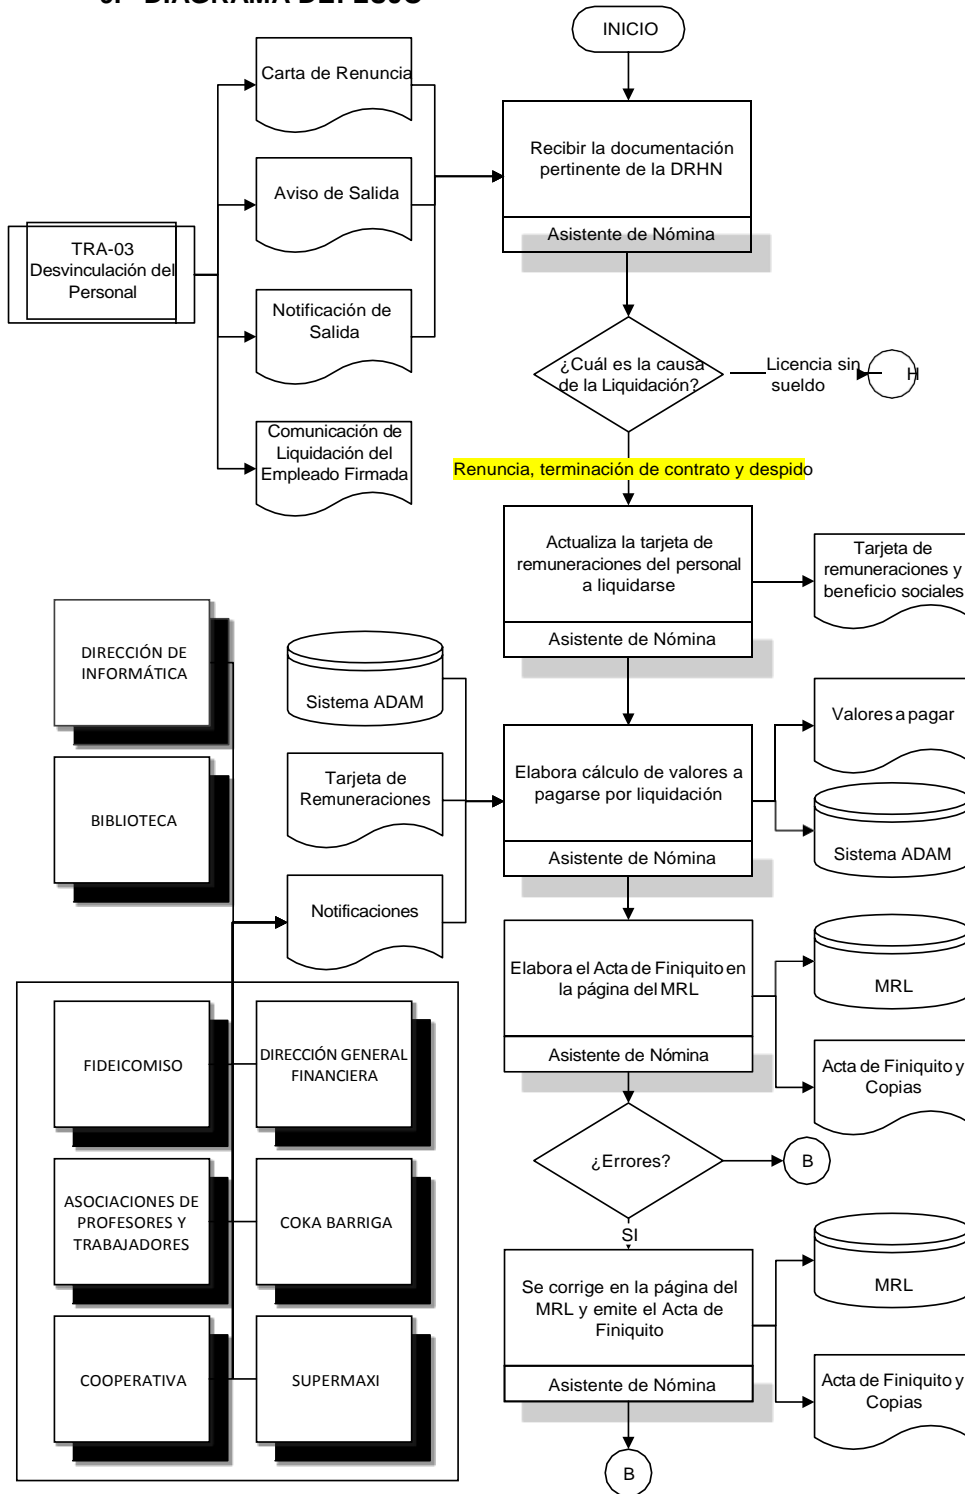 INICIO
Carta de Renuncia
Recibir la documentación
pertinente de la DRHN
Asistente de Nómina
Aviso de Salida
TRA-03
Desvinculación del
Personal
Notificación de
Salida
¿Cuál es la causa
de la Liquidación?
Licencia sin
sueldo
H
Comunicación de
Liquidación del
Empleado Firmada
Renuncia, terminación de contrato y despido
Actualiza la tarjeta de
remuneraciones del personal
a liquidarse
Asistente de Nómina
Tarjeta de
remuneraciones y
beneficio sociales
DIRECCIÓN DE
INFORMÁTICA
Sistema ADAM
Valores a pagar
Tarjeta de
Remuneraciones
Elabora cálculo de valores a
pagarse por liquidación
Asistente de Nómina
BIBLIOTECA
Sistema ADAM
Notificaciones
Elabora el Acta de Finiquito en
la página del MRL
Asistente de Nómina
MRL
FIDEICOMISO
DIRECCIÓN GENERAL
FINANCIERA
Acta de Finiquito y
Copias
¿Errores?
B
SI
ASOCIACIONES DE
PROFESORES Y
TRABAJADORES
COKA BARRIGA
Se corrige en la página del
MRL y emite el Acta de
Finiquito
Asistente de Nómina
MRL
COOPERATIVA
SUPERMAXI
Acta de Finiquito y
Copias
B